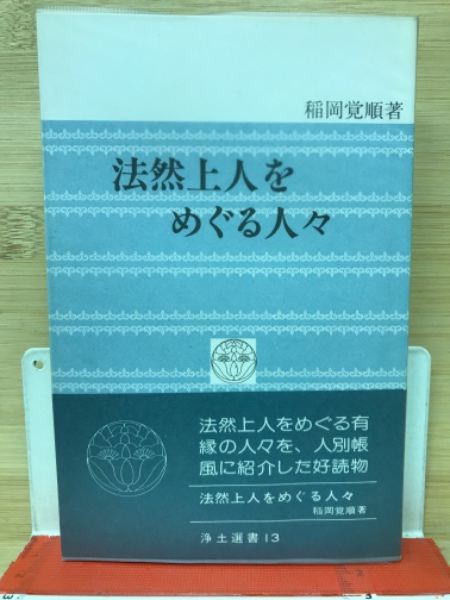 稲岡覚順著
法然上人を
めぐる人々
法然上人をめぐる有
縁の人々を、人別帳
風に紹介した好読物
法然上人をめぐる人々
稲岡覚順著
浄土選書13